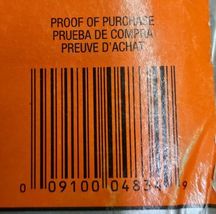 PROOF OF PURCHASE
PRUEBA DE COMPRA
PREUVE D'ACHAT
0 09100 04834 9